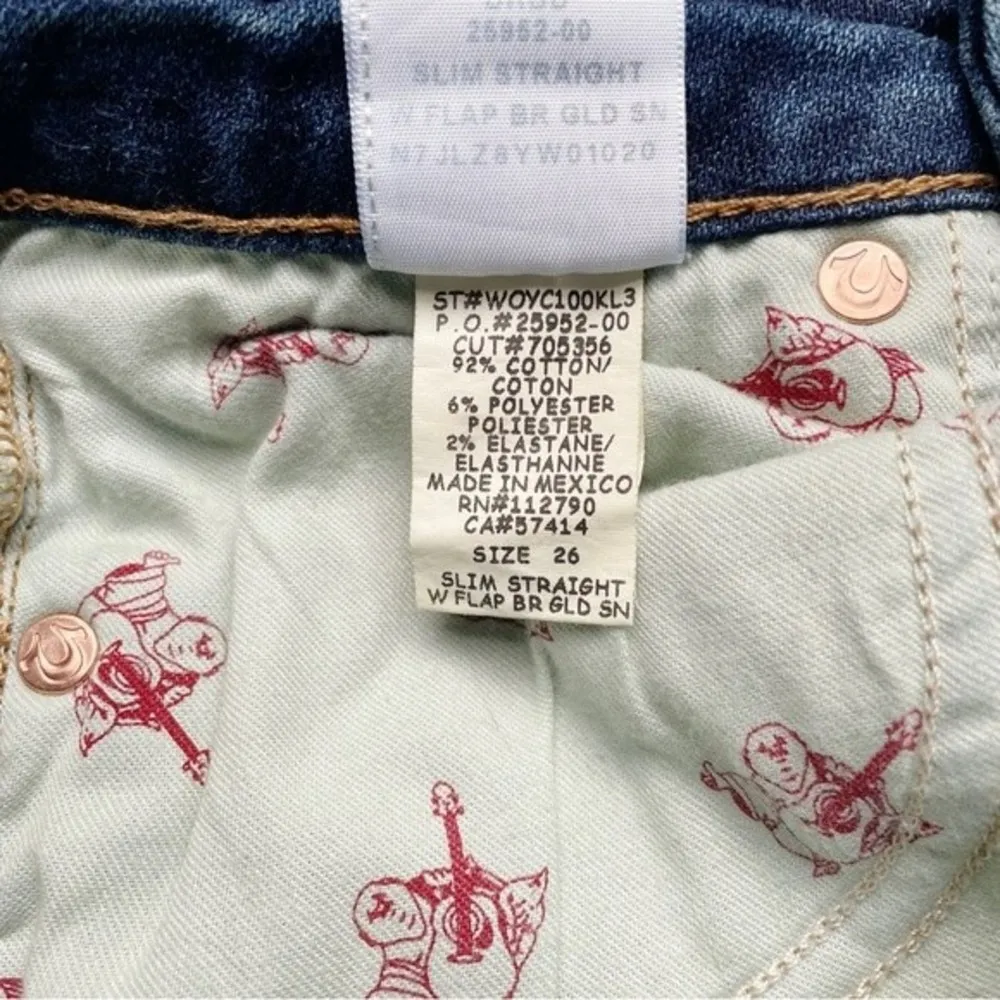 25952-00
SLIM STRAIGHT
W FLAP BR GLD SN
N7JLZ8YW01020
ST#WOYC100KL3
P.O.#25952-00
CUT#705356
92% COTTON/
COTON
6% POLYESTER
POLIESTER
2% ELASTANE/
ELASTHANNE
MADE IN MEXICO
RN#112790
CA#57414
SIZE 26
SLIM STRAIGHT
W FLAP BR GLD SN